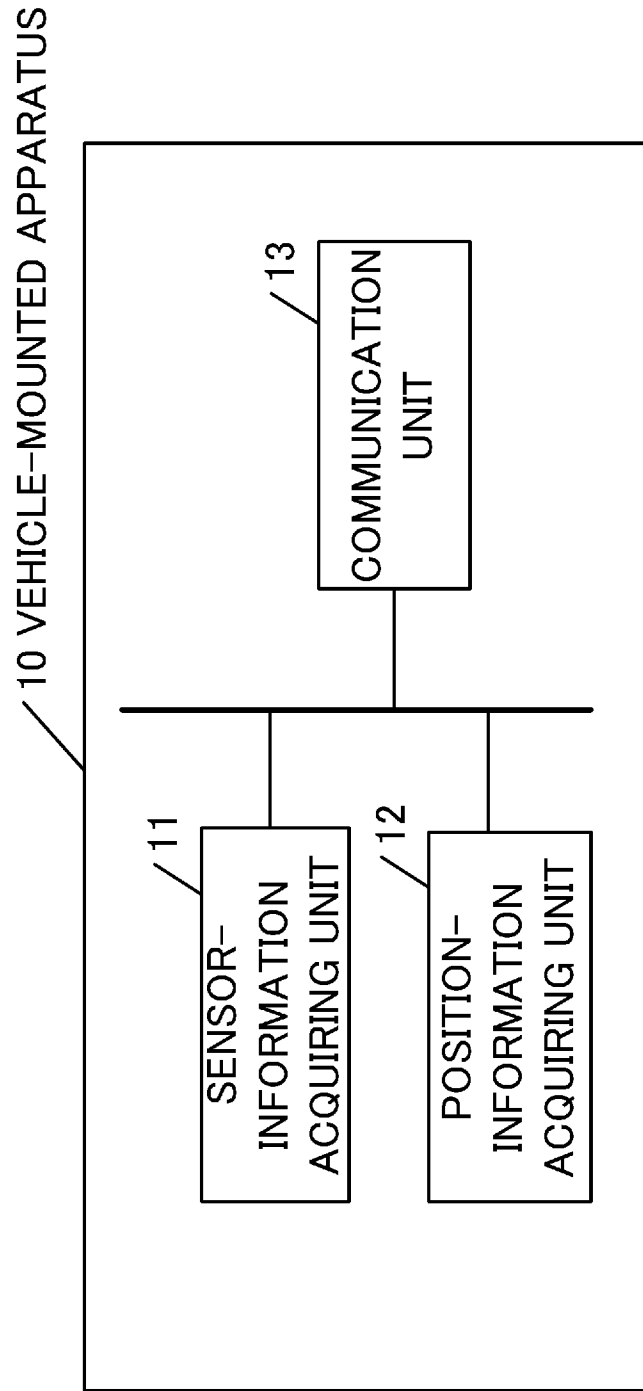 10 VEHICLE-MOUNTED APPARATUS
11
SENSOR-
INFORMATION
ACQUIRING UNIT
12
POSITION-
INFORMATION
ACQUIRING UNIT
13
COMMUNICATION
UNIT